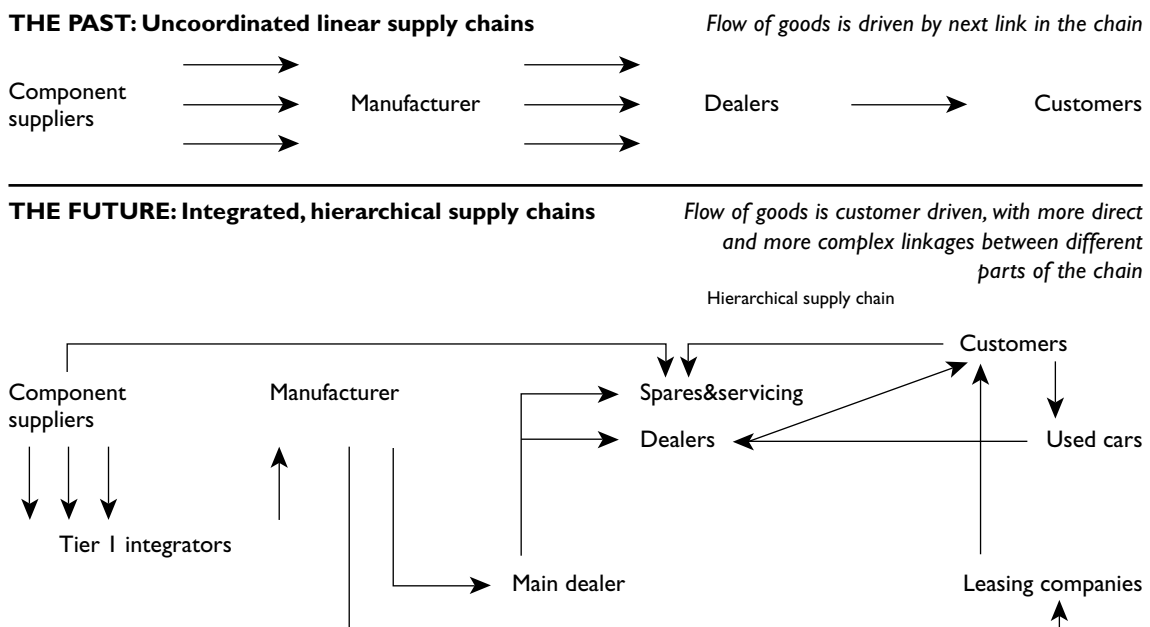 THE PAST: Uncoordinated linear supply chains
Flow of goods is driven by next link in the chain
Component
suppliers
Manufacturer
Dealers
Customers
THE FUTURE: Integrated, hierarchical supply chains
Flow of goods is customer driven, with more direct
and more complex linkages between different
parts of the chain
Hierarchical supply chain
Customers
Component
suppliers
Manufacturer
Spares&servicing
Dealers
Used cars
Tier 1 integrators
Main dealer
Leasing companies